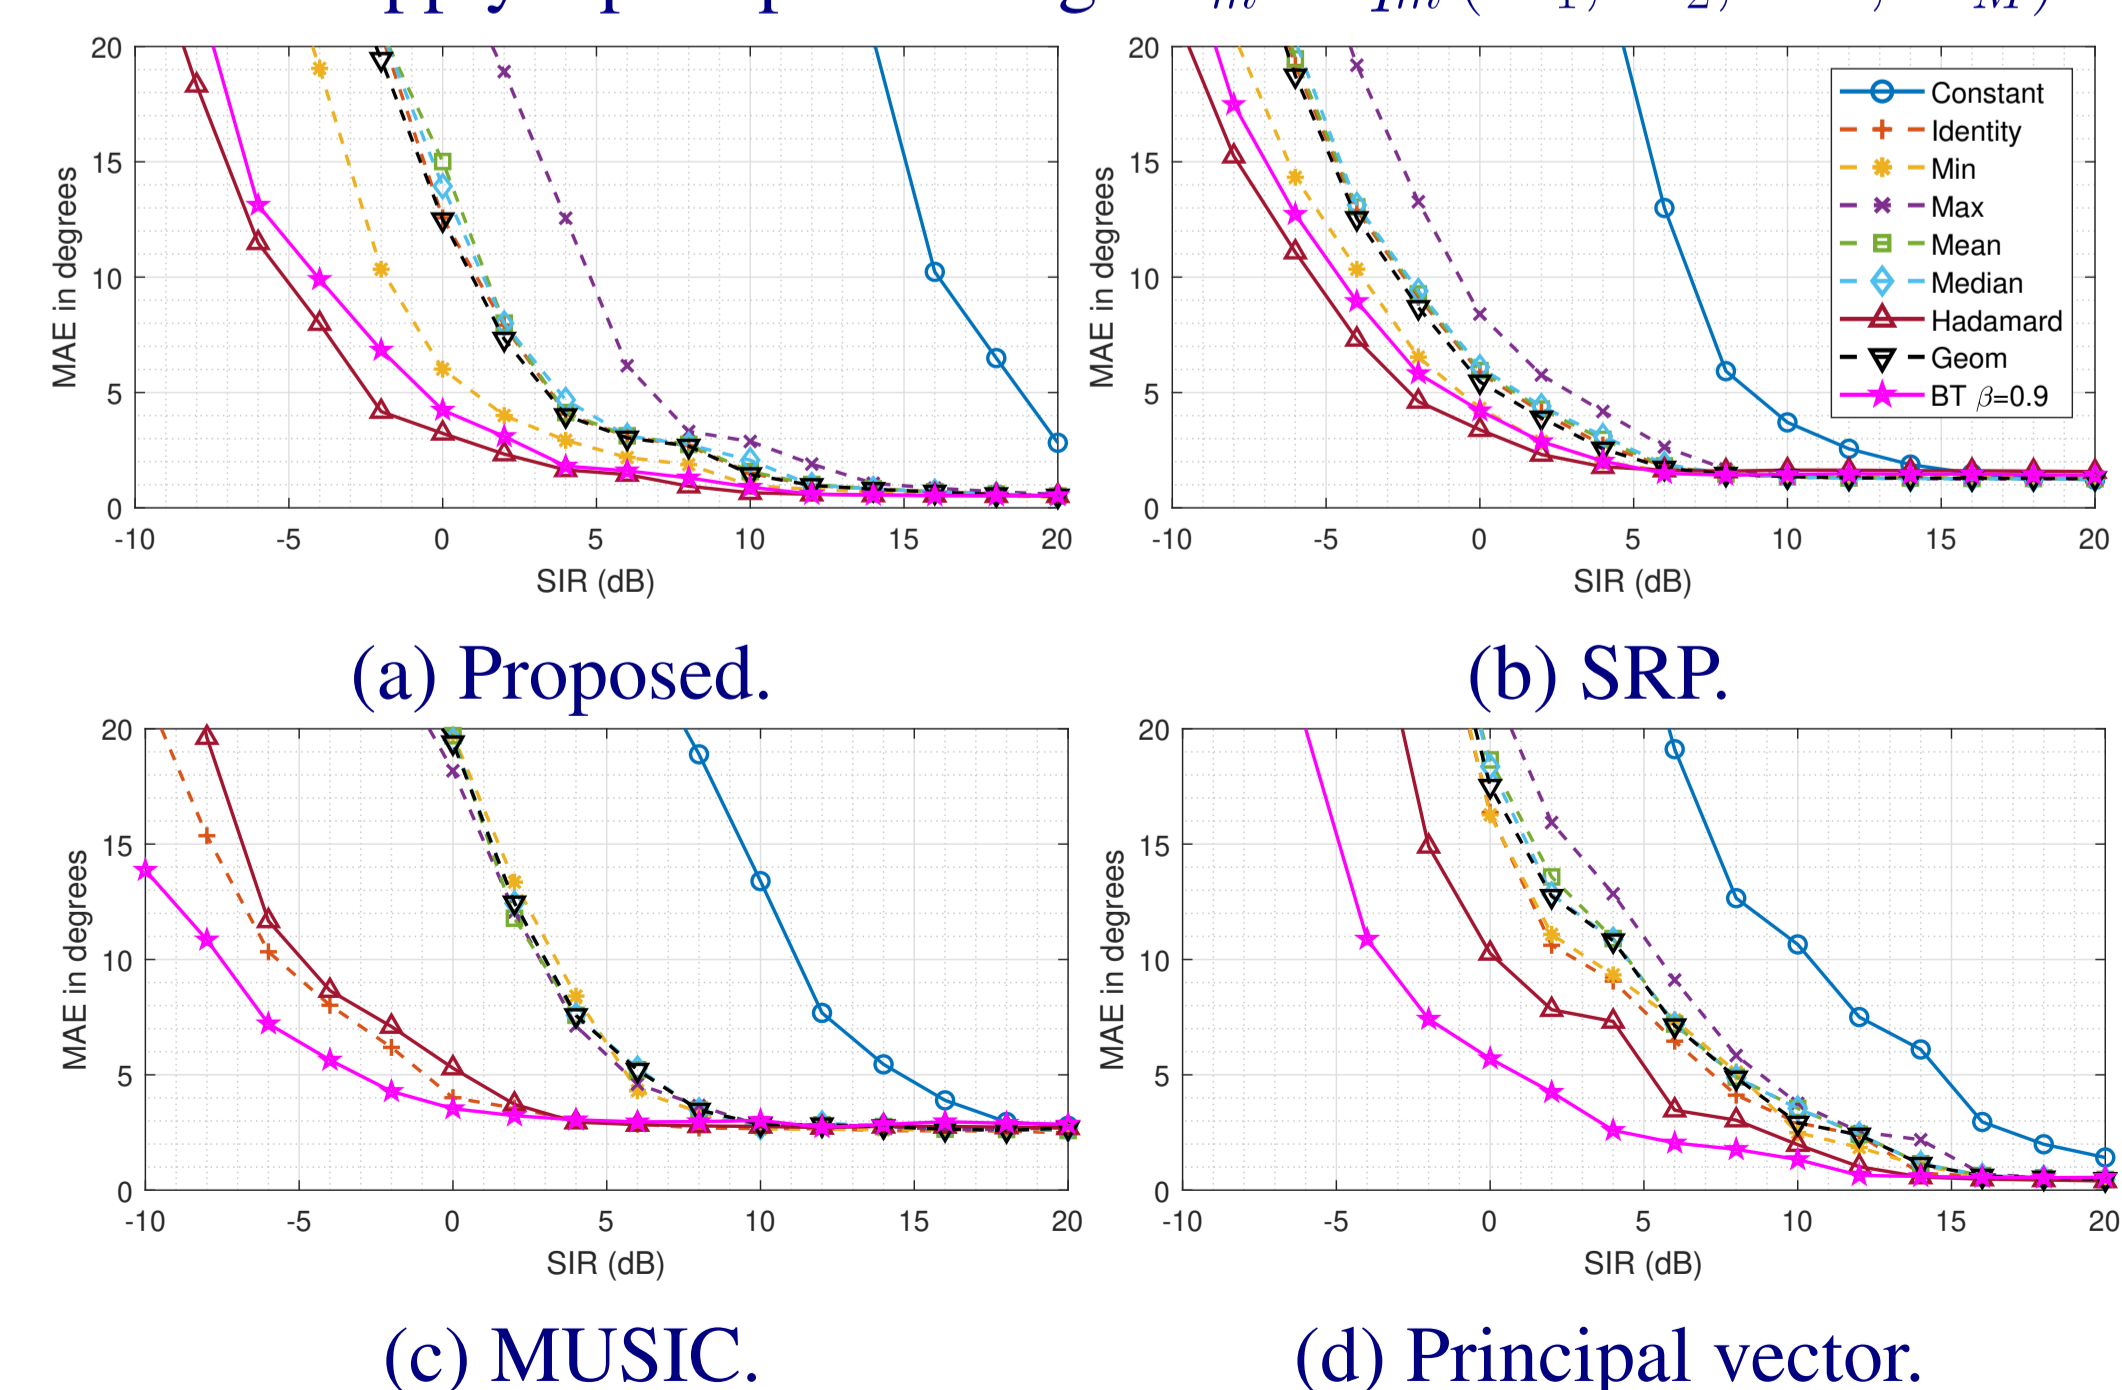 20
15
10
5
0
MAE in degrees
-10 -5 0 5 10 15 20
SIR (dB)
(a) Proposed.
20
15
10
5
0
MAE in degrees
-10 -5 0 5 10 15 20
SIR (dB)
Constant
Identity
Min
Max
Mean
Median
Hadamard
Geom
BT β=0.9
(b) SRP.
20
15
10
5
0
MAE in degrees
-10 -5 0 5 10 15 20
SIR (dB)
(c) MUSIC.
20
15
10
5
0
MAE in degrees
-10 -5 0 5 10 15 20
SIR (dB)
(d) Principal vector.